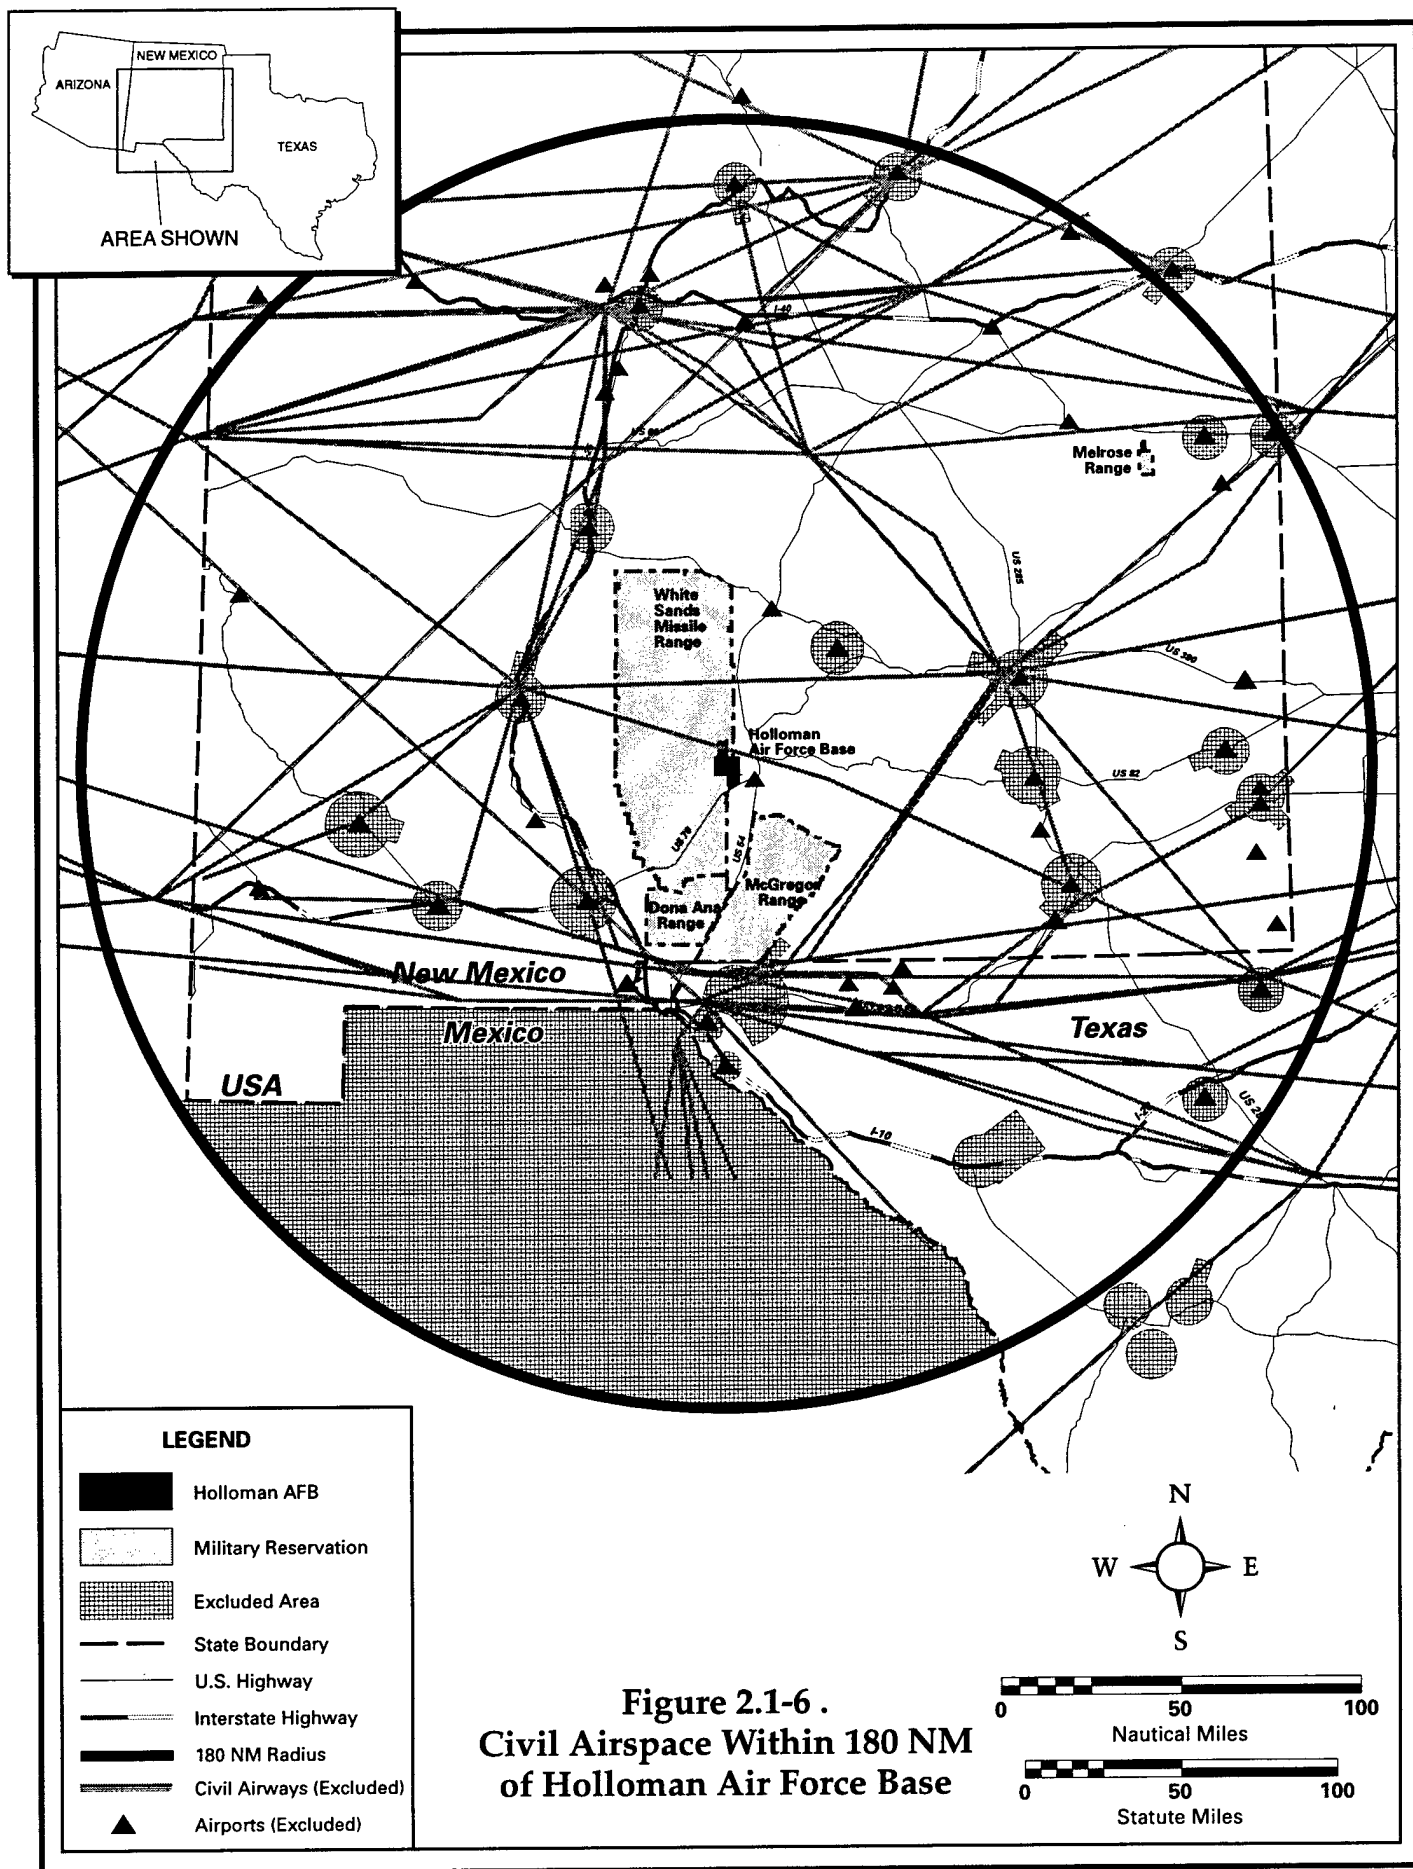 NEW MEXICO
ARIZONA
TEXAS
AREA SHOWN
I-40
US 60
Melrose
Range
US 285
White
Sands
Missile
Range
US 380
Holloman
Air Force Base
US 82
US 70
US 54
McGregor
Range
Dona Ana
Range
New Mexico
Mexico
Texas
USA
I-10
LEGEND
Holloman AFB
Military Reservation
Excluded Area
State Boundary
U.S. Highway
Interstate Highway
180 NM Radius
Civil Airways (Excluded)
Airports (Excluded)
N
W
E
S
0
50
100
Nautical Miles
0
50
100
Statute Miles
Figure 2.1-6 .
Civil Airspace Within 180 NM
of Holloman Air Force Base